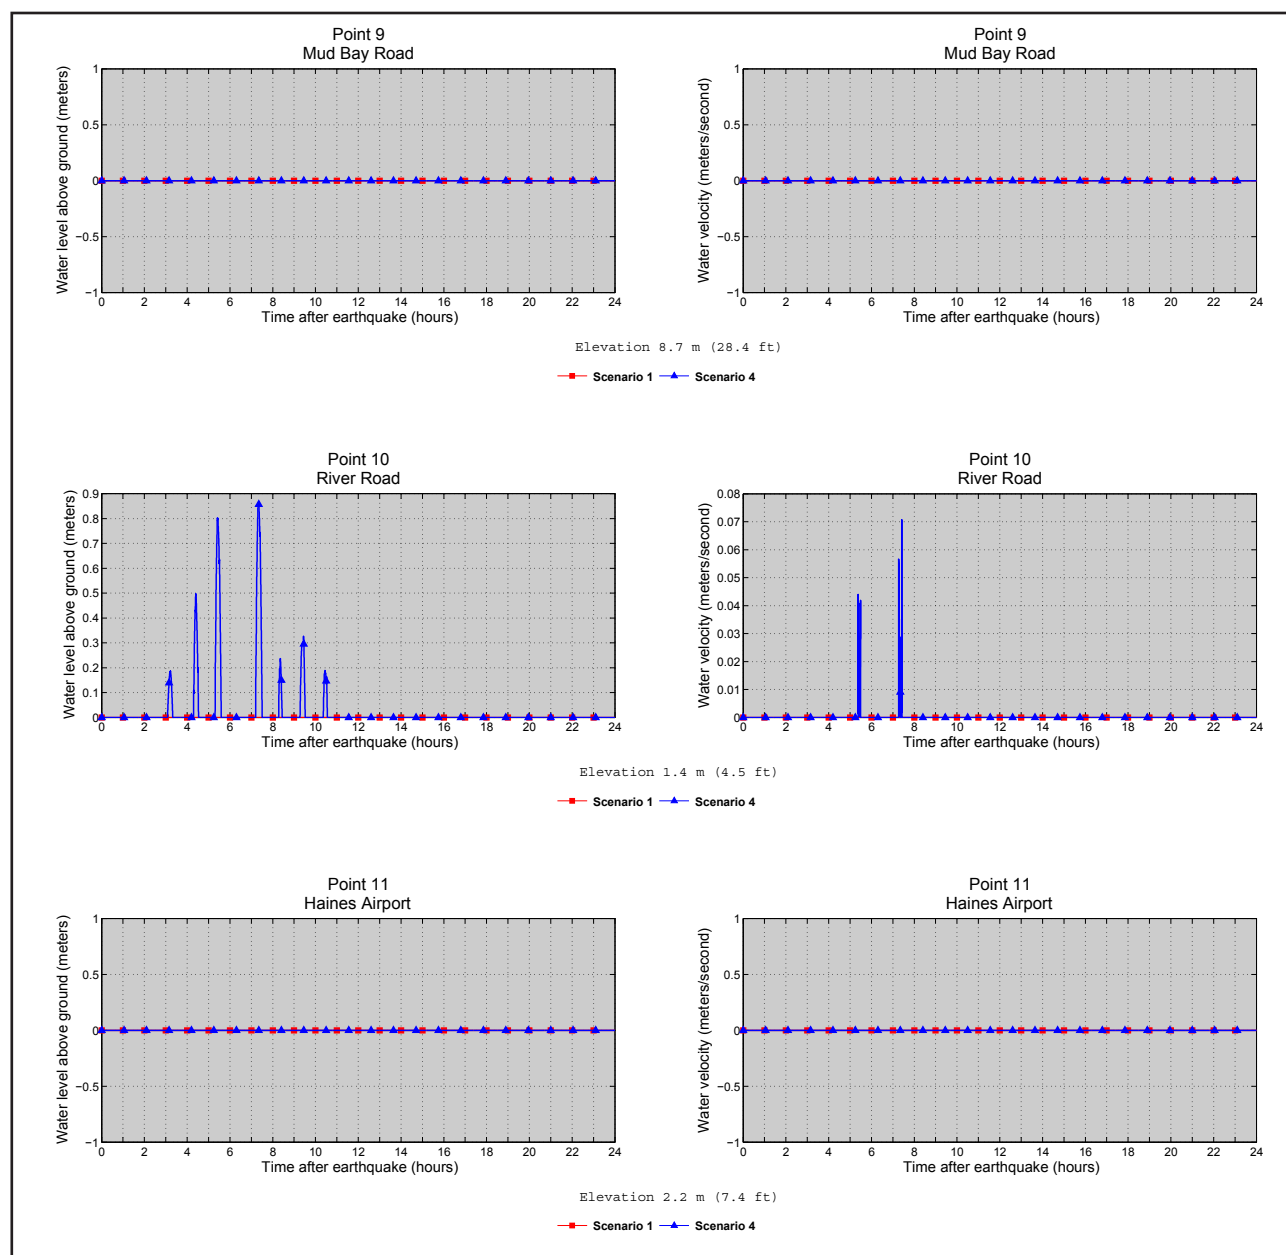 Point 9
Mud Bay Road
Water level above ground (meters)
1
0.5
0
−0.5
−1
0 2 4 6 8 10 12 14 16 18 20 22 24
Time after earthquake (hours)
Point 9
Mud Bay Road
Water velocity (meters/second)
1
0.5
0
−0.5
−1
0 2 4 6 8 10 12 14 16 18 20 22 24
Time after earthquake (hours)
Elevation 8.7 m (28.4 ft)
Scenario 1 Scenario 4
Point 10
River Road
Water level above ground (meters)
0.9
0.8
0.7
0.6
0.5
0.4
0.3
0.2
0.1
0
0 2 4 6 8 10 12 14 16 18 20 22 24
Time after earthquake (hours)
Point 10
River Road
Water velocity (meters/second)
0.08
0.07
0.06
0.05
0.04
0.03
0.02
0.01
0
0 2 4 6 8 10 12 14 16 18 20 22 24
Time after earthquake (hours)
Elevation 1.4 m (4.5 ft)
Scenario 1 Scenario 4
Point 11
Haines Airport
Water level above ground (meters)
1
0.5
0
−0.5
−1
0 2 4 6 8 10 12 14 16 18 20 22 24
Time after earthquake (hours)
Point 11
Haines Airport
Water velocity (meters/second)
1
0.5
0
−0.5
−1
0 2 4 6 8 10 12 14 16 18 20 22 24
Time after earthquake (hours)
Elevation 2.2 m (7.4 ft)
Scenario 1 Scenario 4